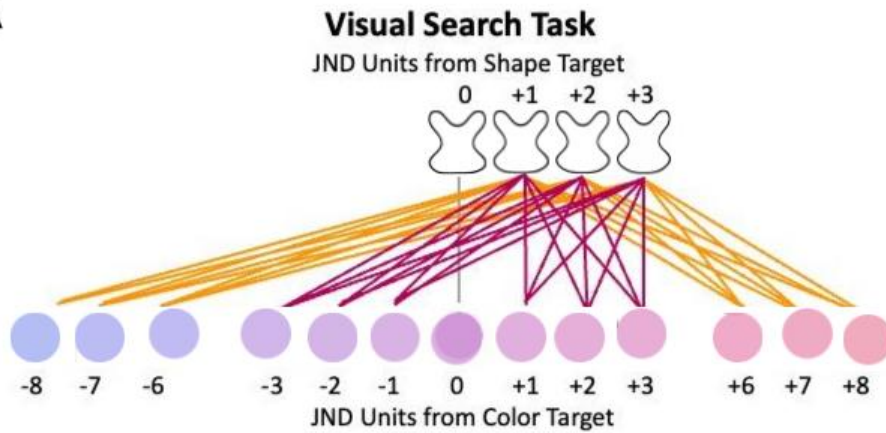 Visual Search Task
JND Units from Shape Target
0 +1 +2 +3
-8 -7 -6 -3 -2 -1 0 +1 +2 +3 +6 +7 +8
JND Units from Color Target